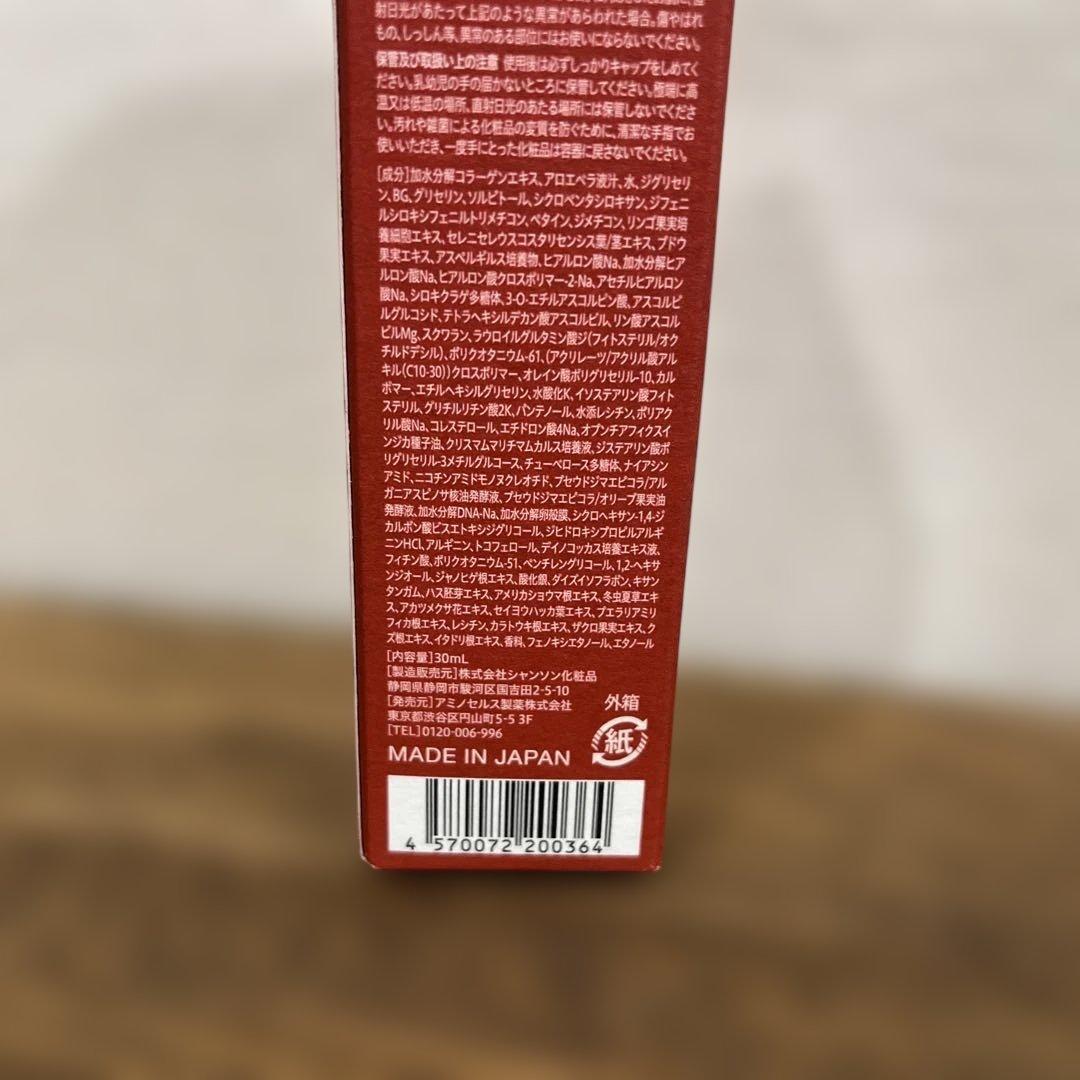 射日光があたって上記のような異常があらわれた場合。傷やはれ
もの、しっしん等、異常のある部位にはお使いにならないでください。
保管及び取扱い上の注意 使用後は必ずしっかりキャップをしめてく
ださい。乳幼児の手の届かないところに保管してください。極端に高
温又は低温の場所、直射日光のあたる場所には保管しないでくださ
い。汚れや雑菌による化粧品の変質を防ぐために、清潔な手指でお
使いいただき、一度手にとった化粧品は容器に戻さないでください。
[成分]加水分解コラーゲンエキス、アロエベラ液汁、水、ジグリセリ
ン、BG、グリセリン、ソルビトール、シクロペンタシロキサン、ジフェニ
ルシロキシフェニルトリメチコン、ベタイン、ジメチコン、リンゴ果実培
養細胞エキス、セレニセレウスコスタリセンシス葉/茎エキス、ブドウ
果実エキス、アスペルギルス培養物、ヒアルロン酸Na、加水分解ヒア
ルロン酸Na、ヒアルロン酸クロスポリマー-2-Na、アセチルヒアルロン
酸Na、シロキクラゲ多糖体、3-O-エチルアスコルビン酸、アスコルビ
ルグルコシド、テトラヘキシルデカン酸アスコルビル、リン酸アスコル
ビルMg、スクワラン、ラウロイルグルタミン酸ジ(フィトステリル/オク
チルドデシル)、ポリクオタニウム-61、(アクリレーツ/アクリル酸アル
キル(C10-30))クロスポリマー、オレイン酸ポリグリセリル-10、カル
ボマー、エチルヘキシルグリセリン、水酸化K、イソステアリン酸フィト
ステリル、グリチルリチン酸2K、パンテノール、水添レシチン、ポリアク
リル酸Na、コレステロール、エチドロン酸4Na、オプンチアフィクスイ
ンジカ種子油、クリスマムマリチマムカルス培養液、ジステアリン酸ポ
リグリセリル-3メチルグルコース、チューベロース多糖体、ナイアシン
アミド、ニコチンアミドモノヌクレオチド、プセウドジマエピコラ/アル
ガニアスピノサ核油発酵液、プセウドジマエピコラ/オリーブ果実油
発酵液、加水分解DNA-Na、加水分解卵殻膜、シクロヘキサン-1,4-ジ
カルボン酸ビスエトキシジグリコール、ジヒドロキシプロピルアルギ
ニンHCl、アルギニン、トコフェロール、デイノコッカス培養エキス液、
フィチン酸、ポリクオタニウム-51、ペンチレングリコール、1,2-ヘキサ
ンジオール、ジャノヒゲ根エキス、酸化銀、ダイズイソフラボン、キサン
タンガム、ハス胚芽エキス、アメリカショウマ根エキス、冬虫夏草エキ
ス、アカツメクサ花エキス、セイヨウハッカ葉エキス、プエラリアミリ
フィカ根エキス、レシチン、カラトウキ根エキス、ザクロ果実エキス、ク
ズ根エキス、イタドリ根エキス、香料、フェノキシエタノール、エタノール
[内容量]30mL
[製造販売元]株式会社シャンソン化粧品
静岡県静岡市駿河区国吉田2-5-10
[発売元]アミノセルス製薬株式会社
東京都渋谷区円山町5-5 3F
[TEL]0120-006-996
外箱
紙
MADE IN JAPAN
4 570072 200364